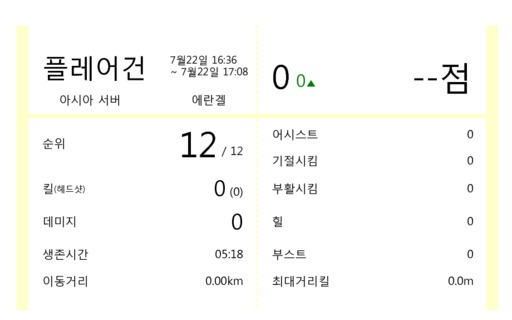 플레어건
7월22일 16:36
~ 7월22일 17:08
아시아 서버
에란겔
0 0▲
--점
순위
12 / 12
킬(헤드샷)
0 (0)
데미지
0
생존시간
05:18
이동거리
0.00km
어시스트
0
기절시킴
0
부활시킴
0
힐
0
부스트
0
최대거리킬
0.0m